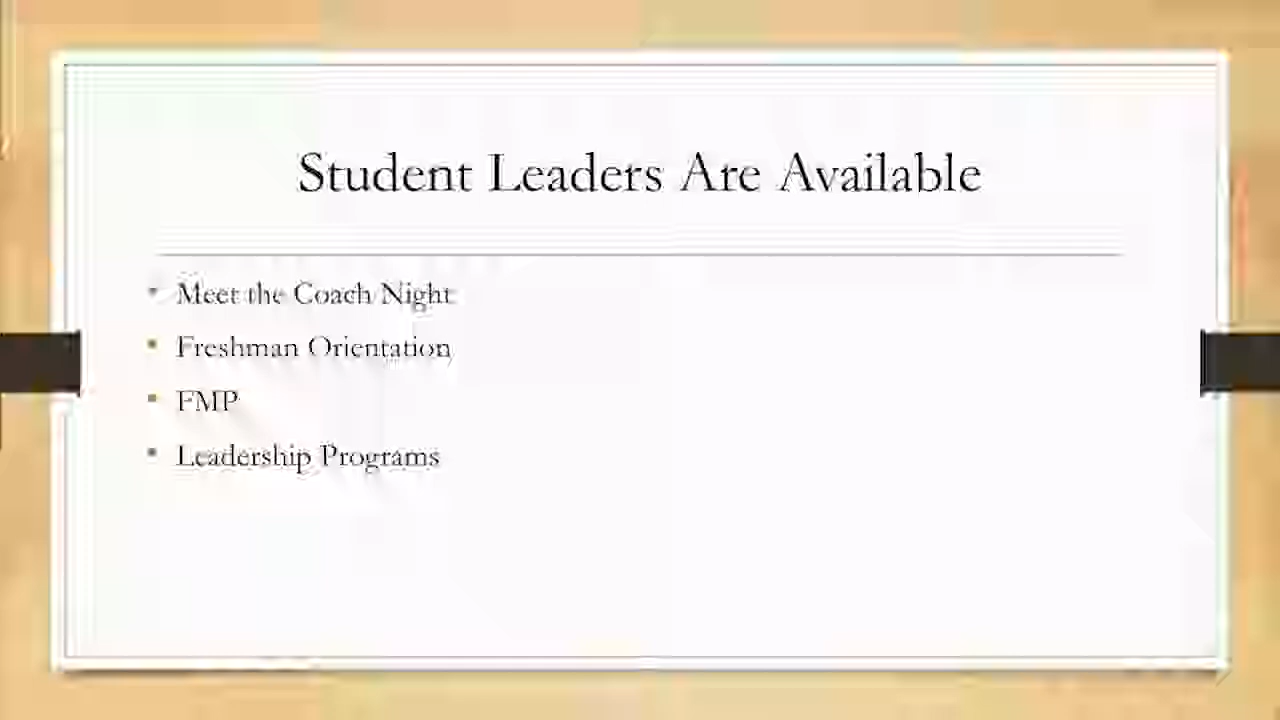 Student Leaders Are Available
• Meet the Coach Night
• Freshman Orientation
• FMP
• Leadership Programs